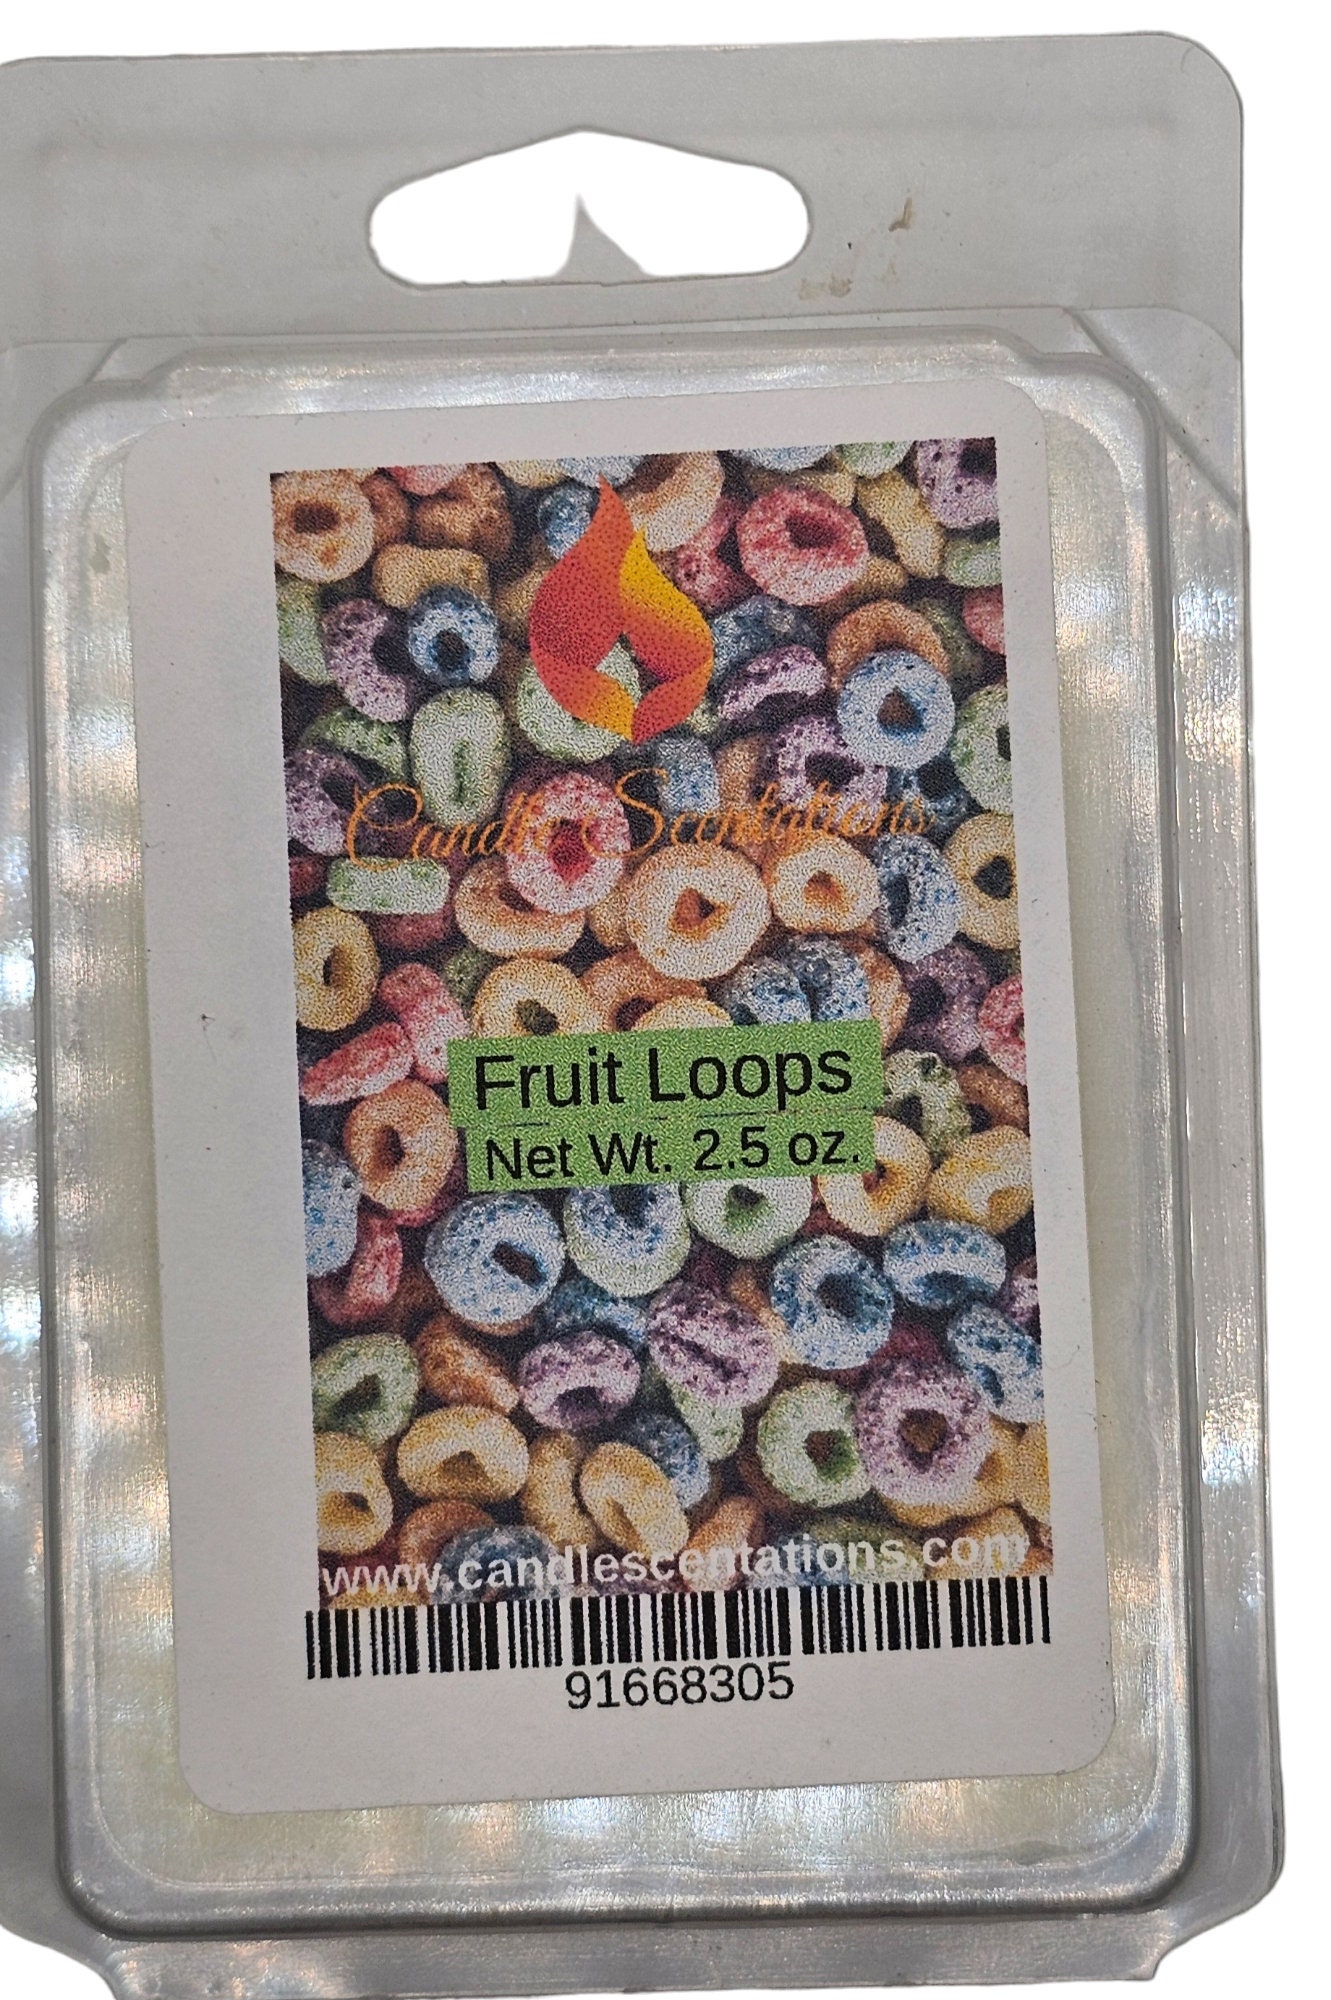 Candle Scentations
Fruit Loops
Net Wt. 2.5 oz.
www.candlescentations.com
91668305